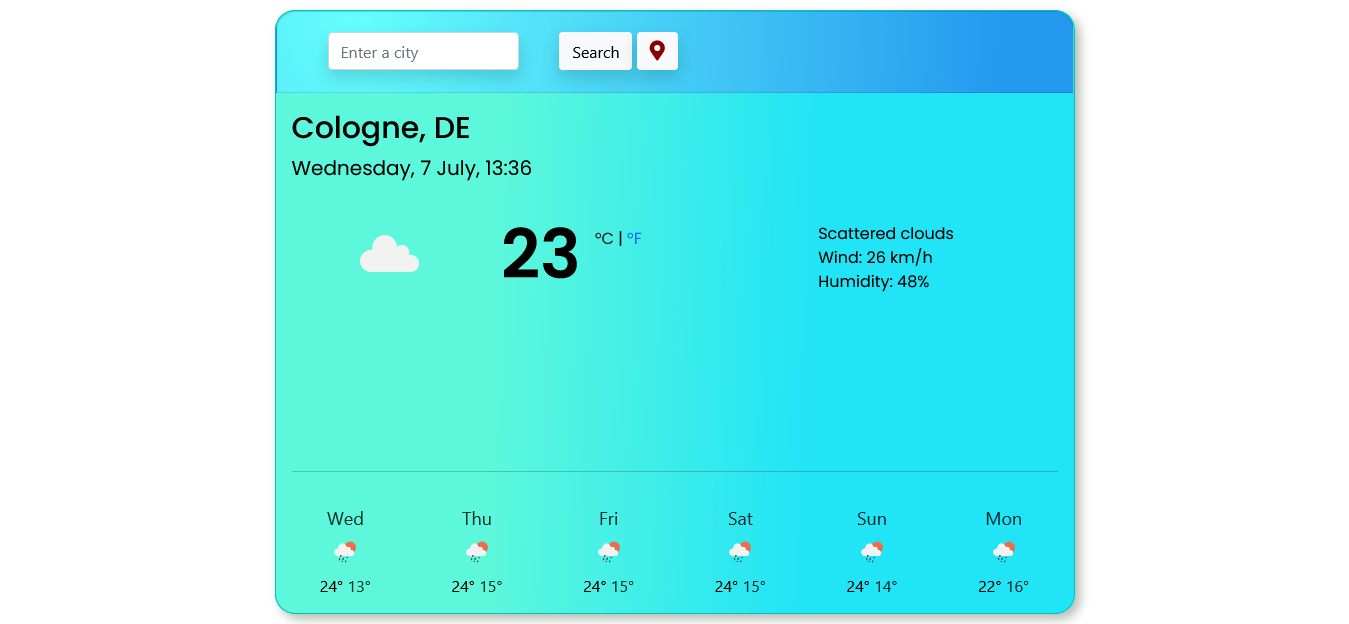 Enter a city
Search
Cologne, DE
Wednesday, 7 July, 13:36
23 °C | °F
Scattered clouds
Wind: 26 km/h
Humidity: 48%
Wed Thu Fri Sat Sun Mon
24° 13° 24° 15° 24° 15° 24° 15° 24° 14° 22° 16°